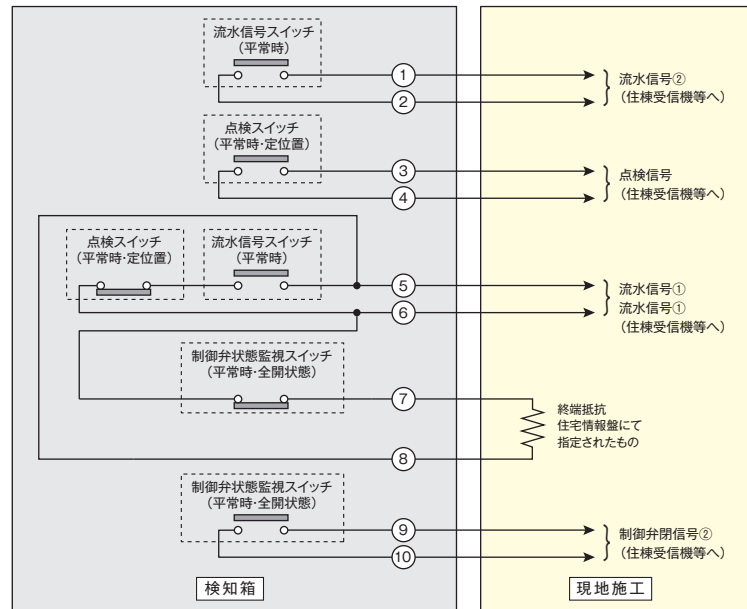 流水信号スイッチ
(平常時)
①
②
流水信号②
(住棟受信機等へ)
点検スイッチ
(平常時・定位置)
③
④
点検信号
(住棟受信機等へ)
点検スイッチ
(平常時・定位置)
流水信号スイッチ
(平常時)
⑤
⑥
流水信号①
流水信号①
(住棟受信機等へ)
制御弁状態監視スイッチ
(平常時・全開状態)
⑦
⑧
終端抵抗
住宅情報盤にて
指定されたもの
制御弁状態監視スイッチ
(平常時・全開状態)
⑨
⑩
制御弁閉信号②
(住棟受信機等へ)
検知箱
現地施工